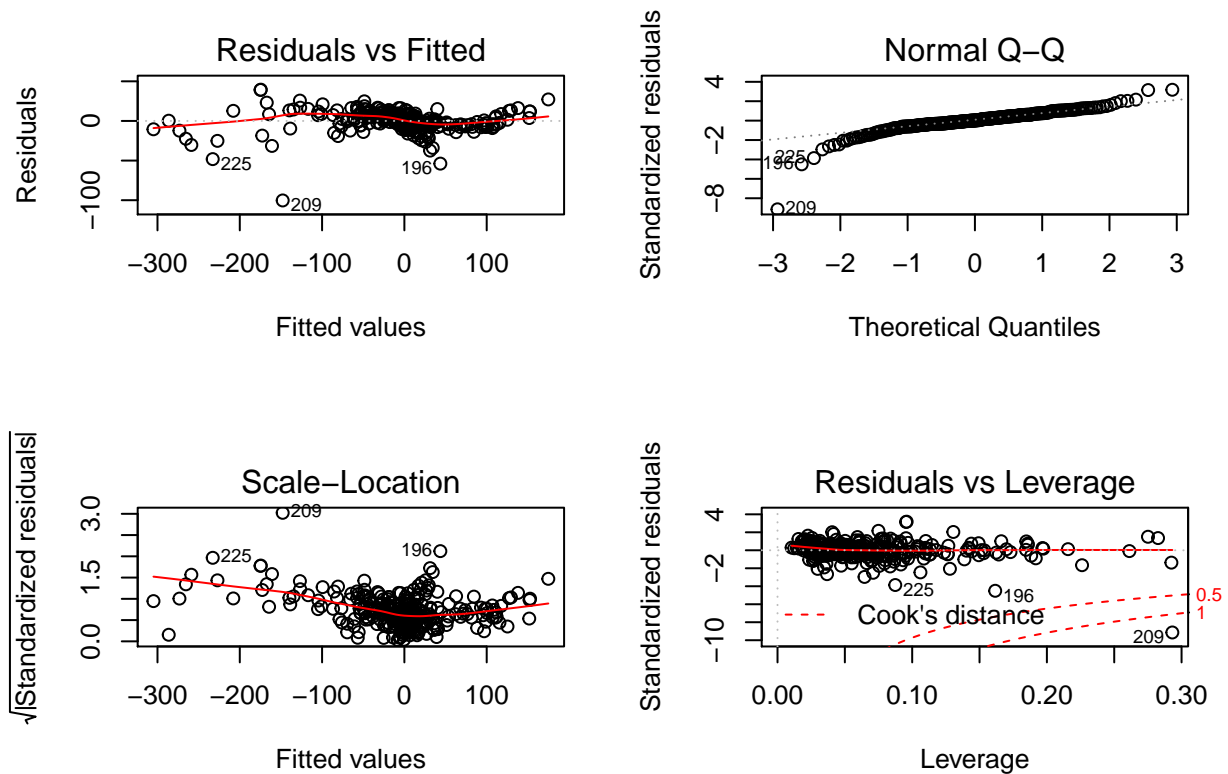 Residuals vs Fitted
Residuals
0
−100
225
209
196
−300 −200 −100 0 100
Fitted values
Normal Q−Q
Standardized residuals
4
−2
−8
225
196
209
−3 −2 −1 0 1 2 3
Theoretical Quantiles
Scale−Location
√|Standardized residuals|
3.0
1.5
0.0
209
225
196
−300 −200 −100 0 100
Fitted values
Residuals vs Leverage
Standardized residuals
4
−2
−10
225
196
209
Cook's distance
0.5
1
0.00 0.10 0.20 0.30
Leverage